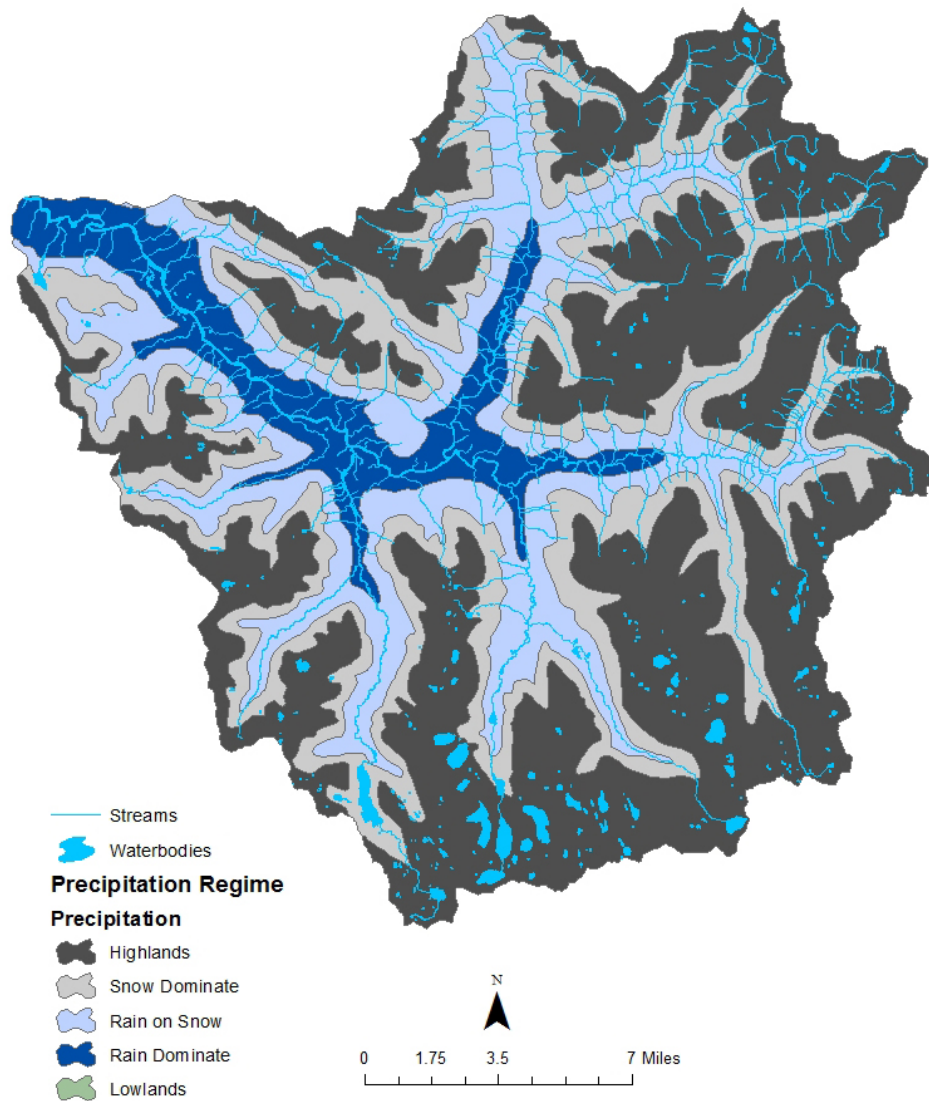 Streams
Waterbodies
Precipitation Regime
Precipitation
Highlands
Snow Dominate
Rain on Snow
Rain Dominate
Lowlands
N
0 1.75 3.5 7 Miles